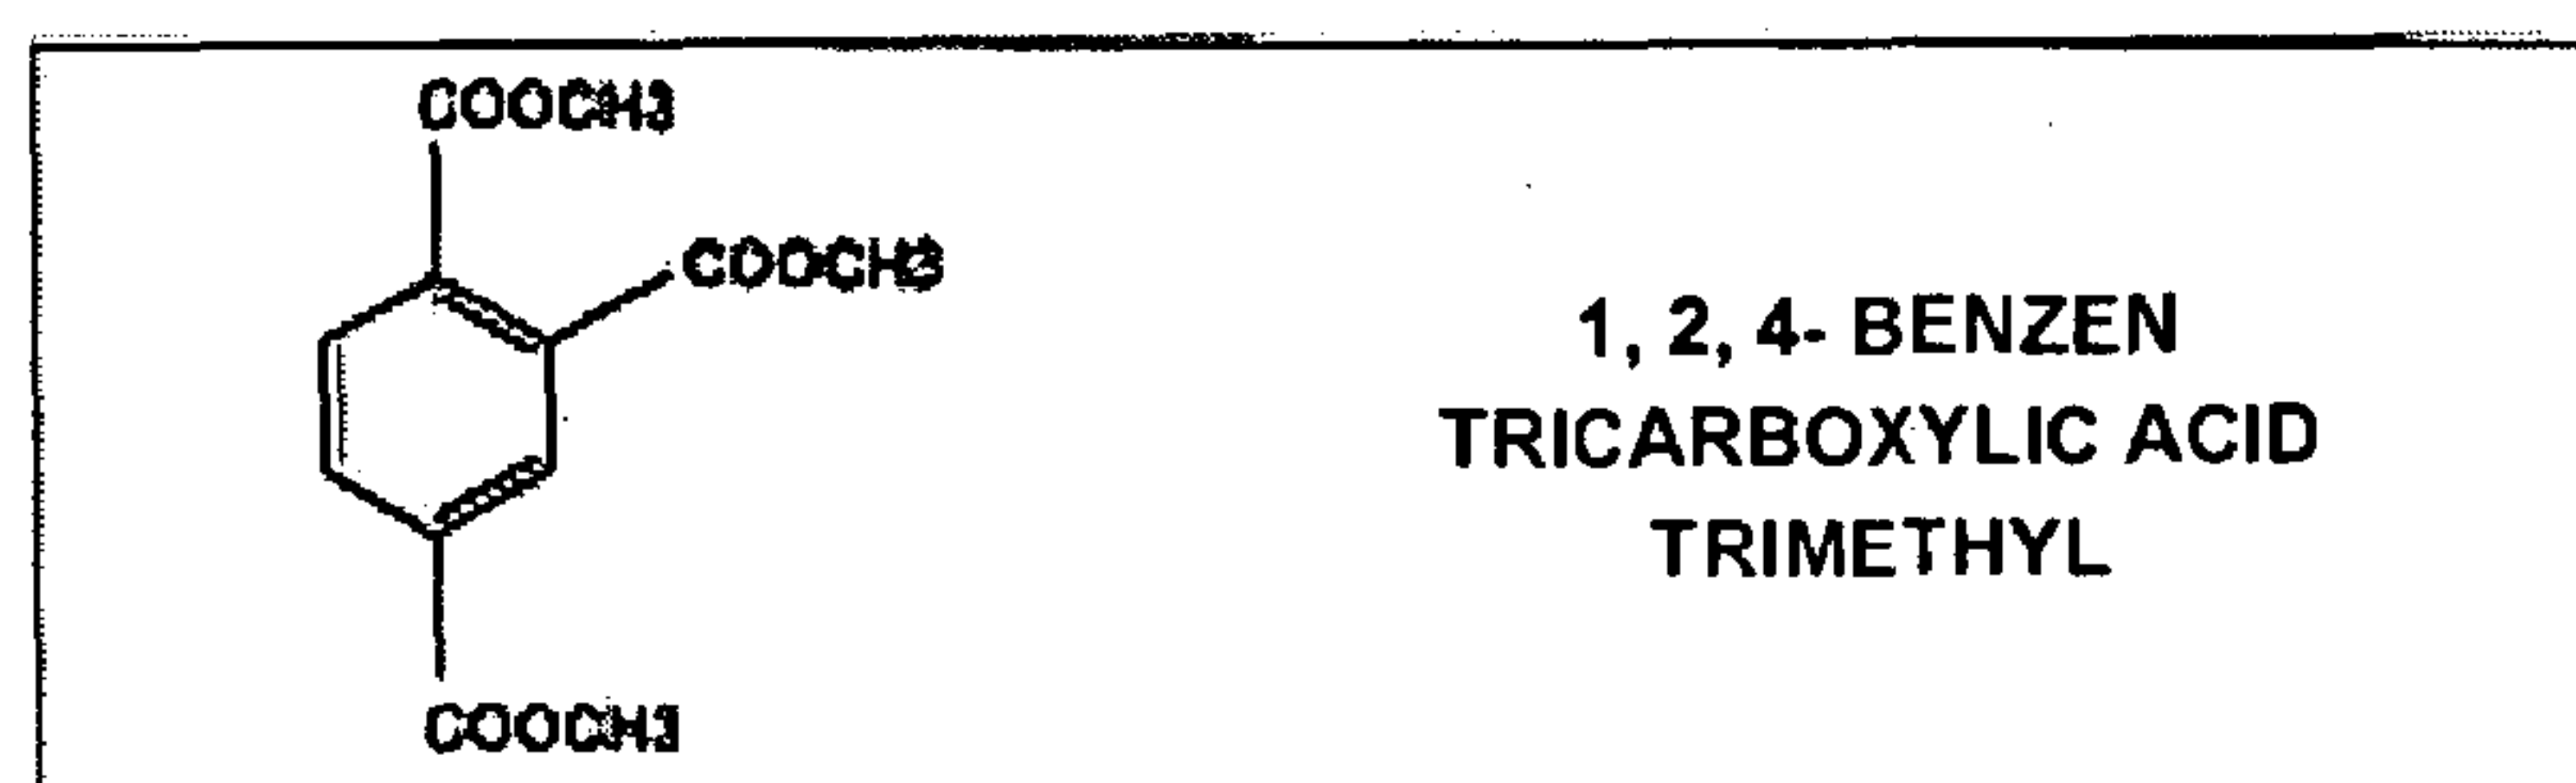 COOCH3
COOCH3
1, 2, 4- BENZEN
TRICARBOXYLIC ACID
TRIMETHYL
COOCH3